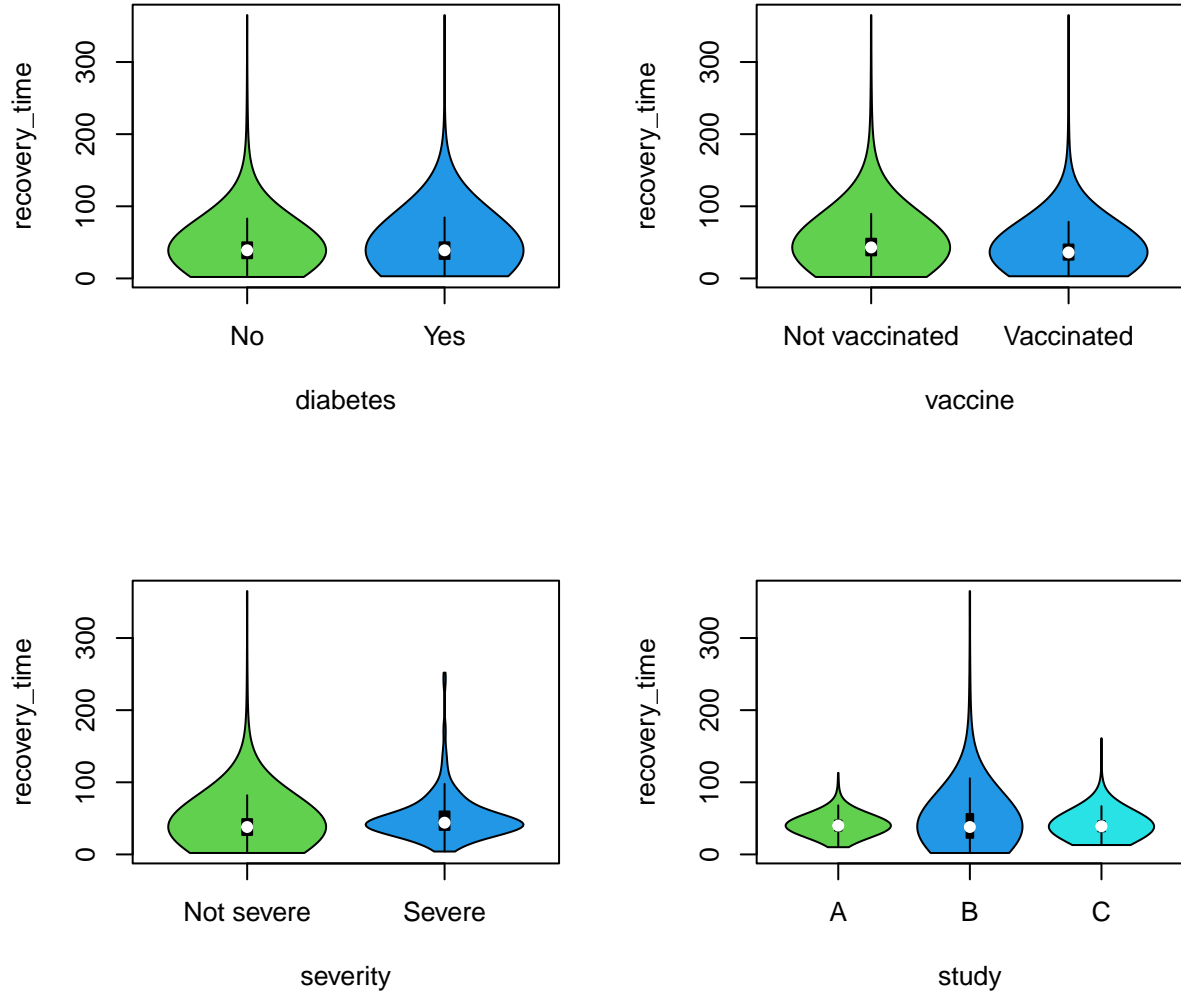 recovery_time
300
200
100
0
No Yes
diabetes
recovery_time
300
200
100
0
Not vaccinated Vaccinated
vaccine
recovery_time
300
200
100
0
Not severe Severe
severity
recovery_time
300
200
100
0
A B C
study